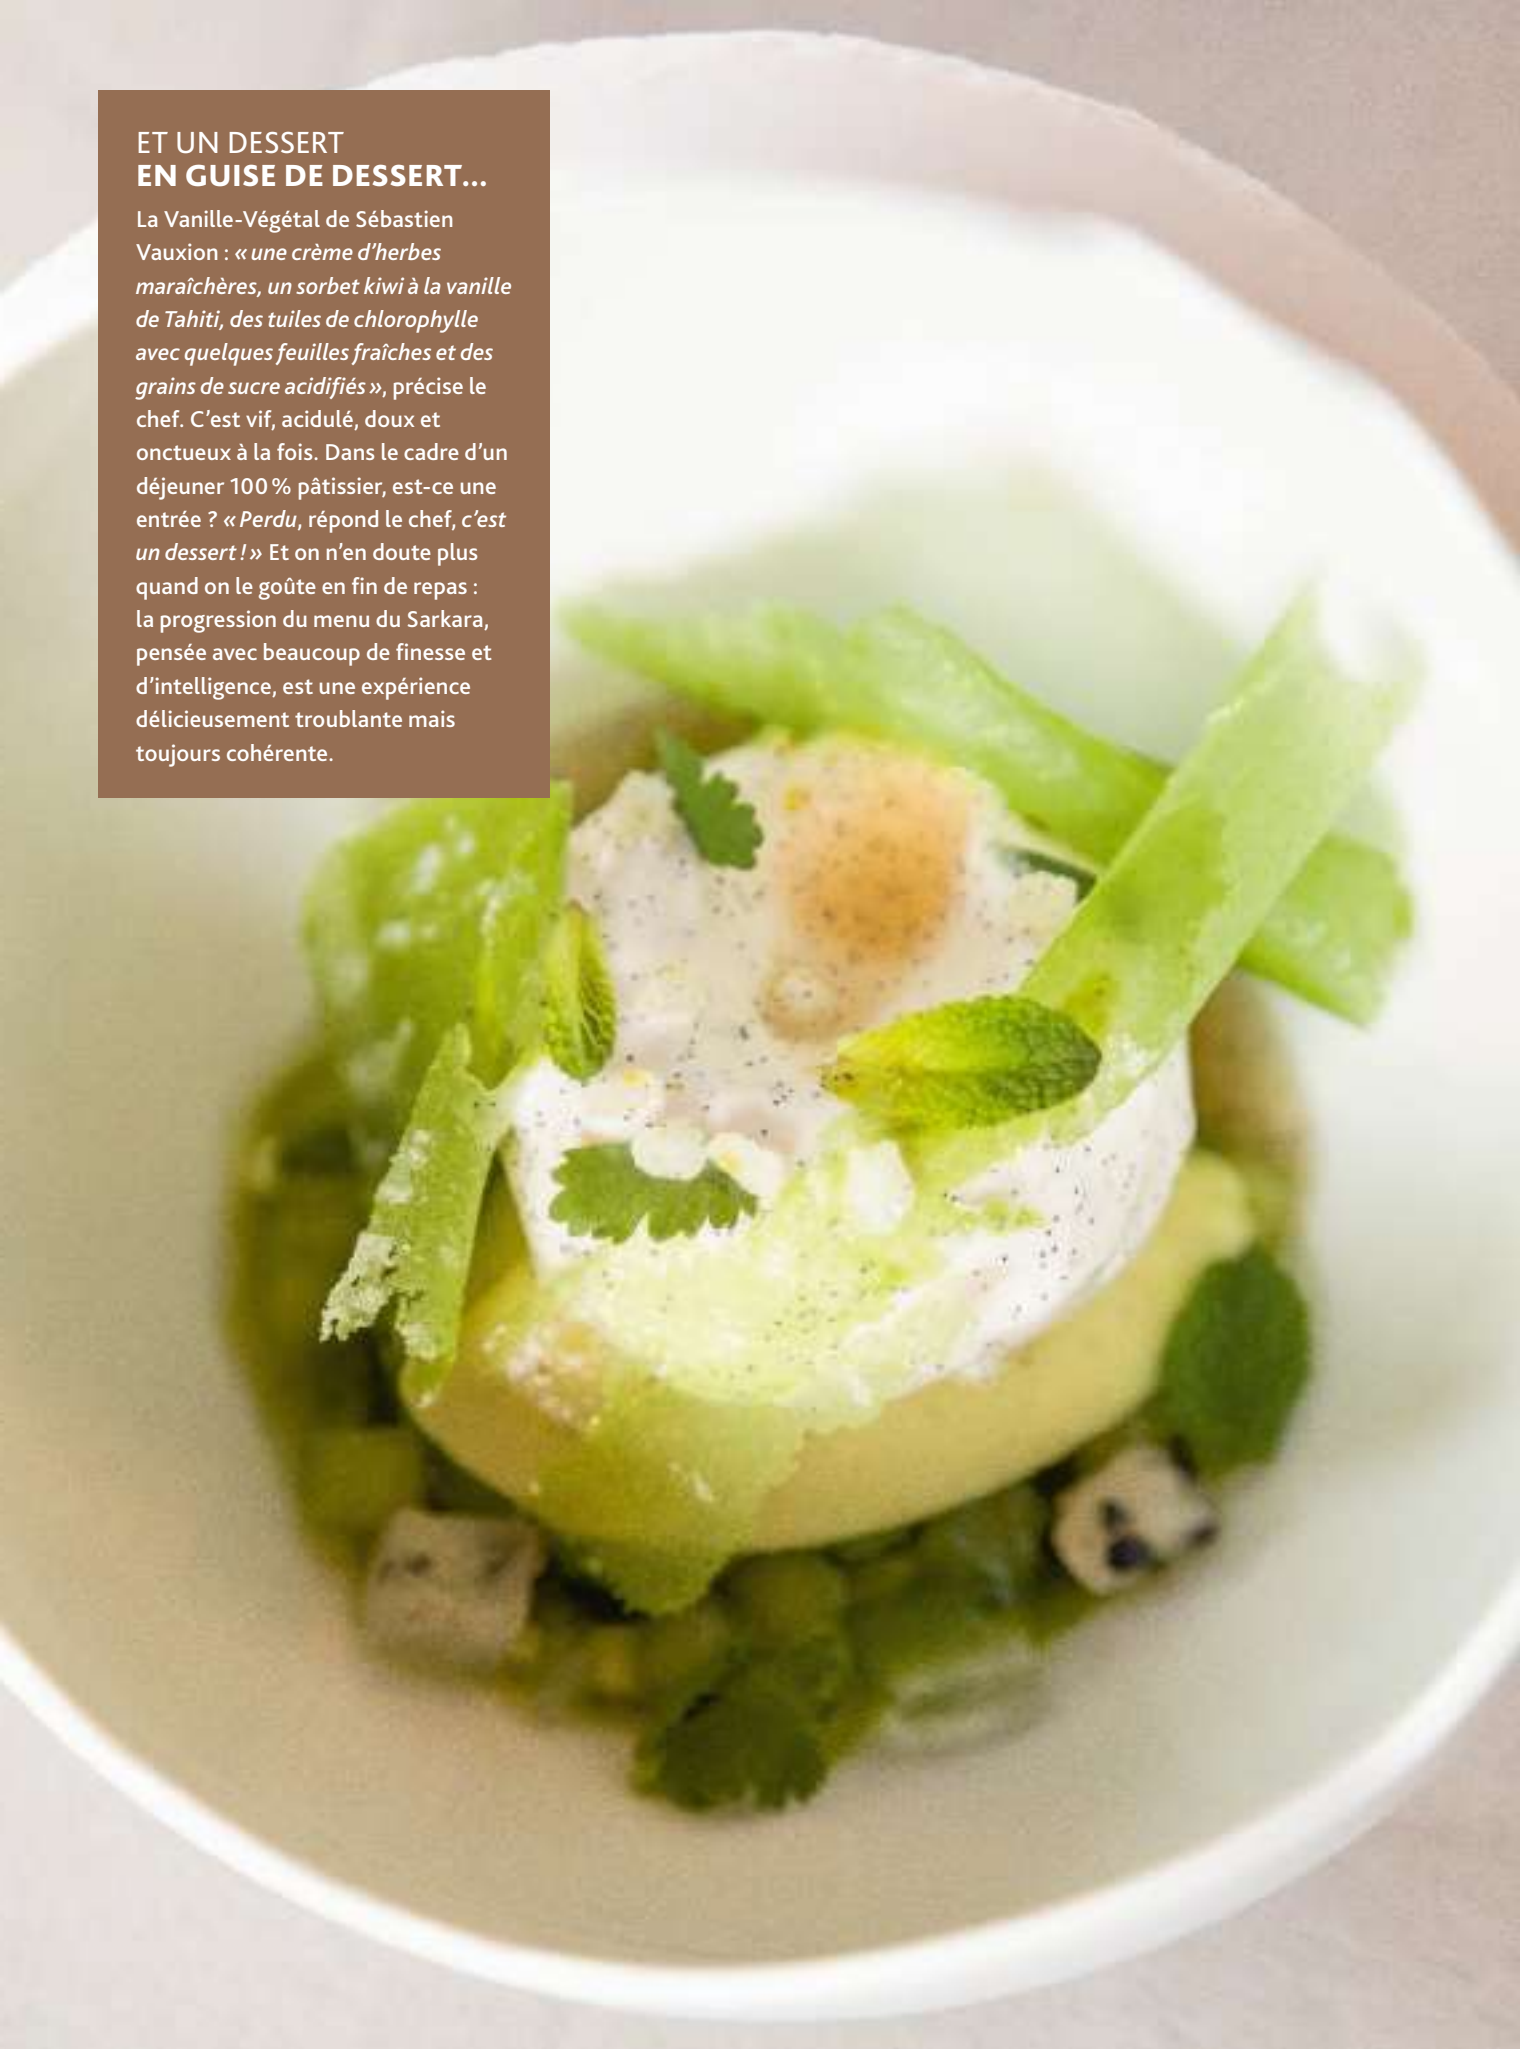 ET UN DESSERT
EN GUISE DE DESSERT...
La Vanille-Végétal de Sébastien
Vauxion : « une crème d’herbes
maraîchères, un sorbet kiwi à la vanille
de Tahiti, des tuiles de chlorophylle
avec quelques feuilles fraîches et des
grains de sucre acidifiés », précise le
chef. C’est vif, acidulé, doux et
onctueux à la fois. Dans le cadre d’un
déjeuner 100 % pâtissier, est-ce une
entrée ? « Perdu, répond le chef, c’est
un dessert ! » Et on n’en doute plus
quand on le goûte en fin de repas :
la progression du menu du Sarkara,
pensée avec beaucoup de finesse et
d’intelligence, est une expérience
délicieusement troublante mais
toujours cohérente.